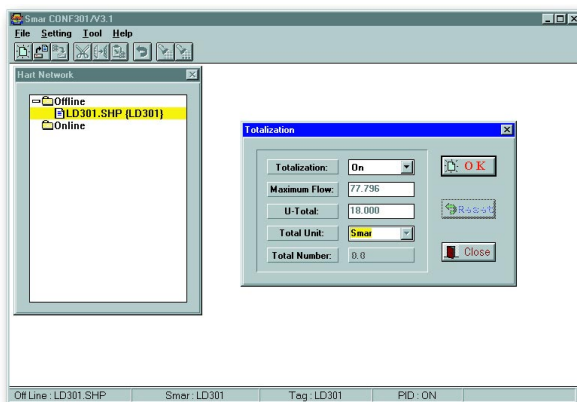 Smar CONF301/V3.1
File Setting Tool Help
Hart Network
Offline
LD301.SHP {LD301}
Online
Totalization
Totalization: On
OK
Maximum Flow: 77.796
U-Total: 18.000
Reset
Total Unit: Smar
Total Number: 0.0
Close
Off Line : LD301.SHP Smar : LD301 Tag : LD301 PID : ON